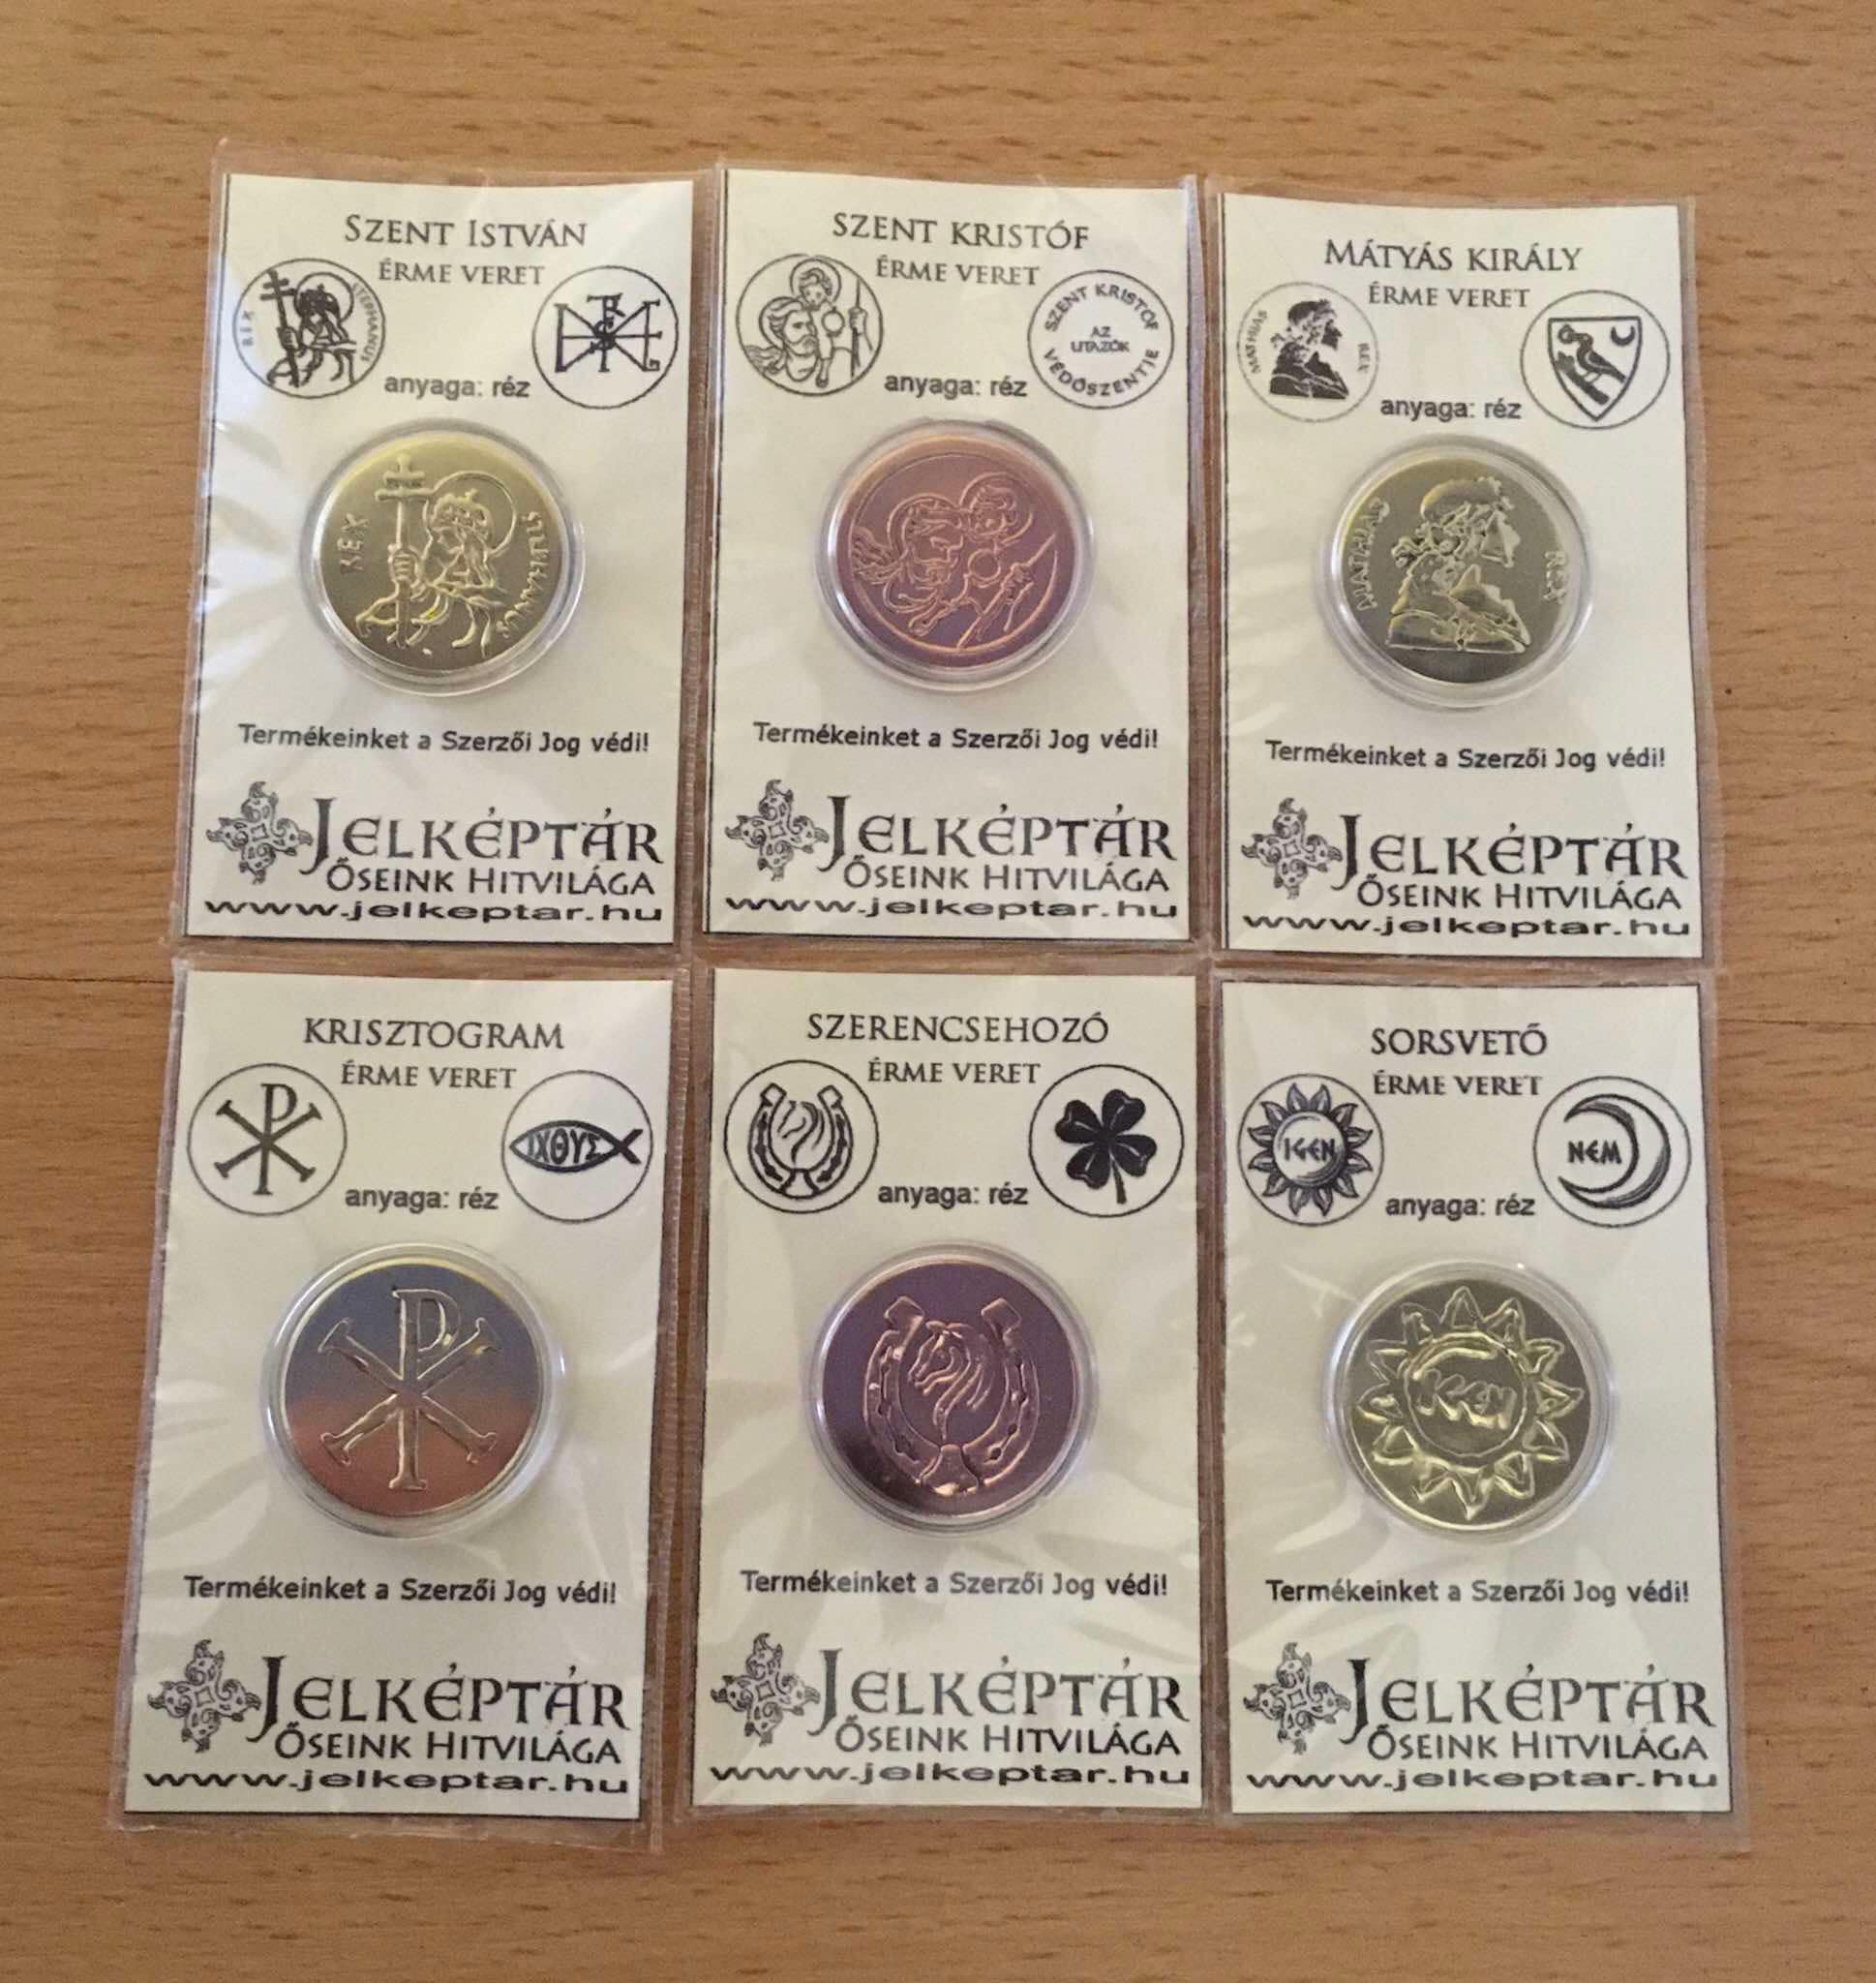 SZENT ISTVÁN
ÉRME VERET
REX STEPHANUS
anyaga: réz
REX STEPHANUS
Termékeinket a Szerzői Jog védi!
JELKÉPTÁR
ŐSEINK HITVILÁGA
www.jelkeptar.hu
SZENT KRISTÓF
ÉRME VERET
SZENT KRISTÓF
AZ
UTAZÓK
VÉDŐSZENTJE
anyaga: réz
Termékeinket a Szerzői Jog védi!
JELKÉPTÁR
ŐSEINK HITVILÁGA
www.jelkeptar.hu
MÁTYÁS KIRÁLY
ÉRME VERET
MATHIAS REX
anyaga: réz
MATHIAS REX
Termékeinket a Szerzői Jog védi!
JELKÉPTÁR
ŐSEINK HITVILÁGA
www.jelkeptar.hu
KRISZTOGRAM
ÉRME VERET
ΙΧΘΥΣ
anyaga: réz
Termékeinket a Szerzői Jog védi!
JELKÉPTÁR
ŐSEINK HITVILÁGA
www.jelkeptar.hu
SZERENCSEHOZÓ
ÉRME VERET
anyaga: réz
Termékeinket a Szerzői Jog védi!
JELKÉPTÁR
ŐSEINK HITVILÁGA
www.jelkeptar.hu
SORSVETŐ
ÉRME VERET
IGEN
NEM
anyaga: réz
IGEN
Termékeinket a Szerzői Jog védi!
JELKÉPTÁR
ŐSEINK HITVILÁGA
www.jelkeptar.hu